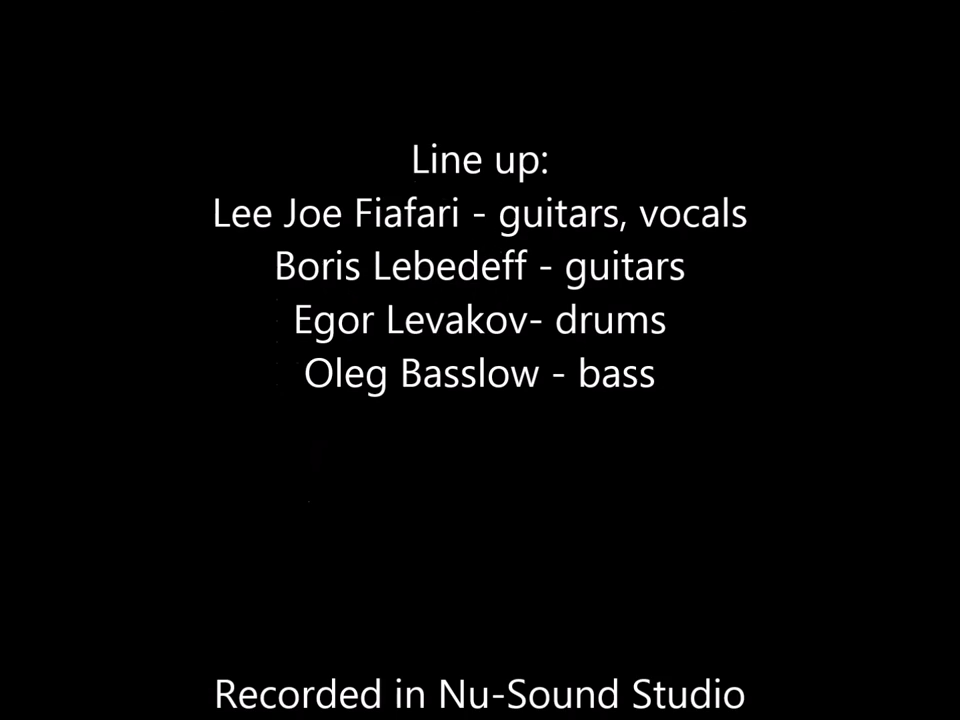 Line up:
Lee Joe Fiafari - guitars, vocals
Boris Lebedeff - guitars
Egor Levakov- drums
Oleg Basslow - bass
Recorded in Nu-Sound Studio